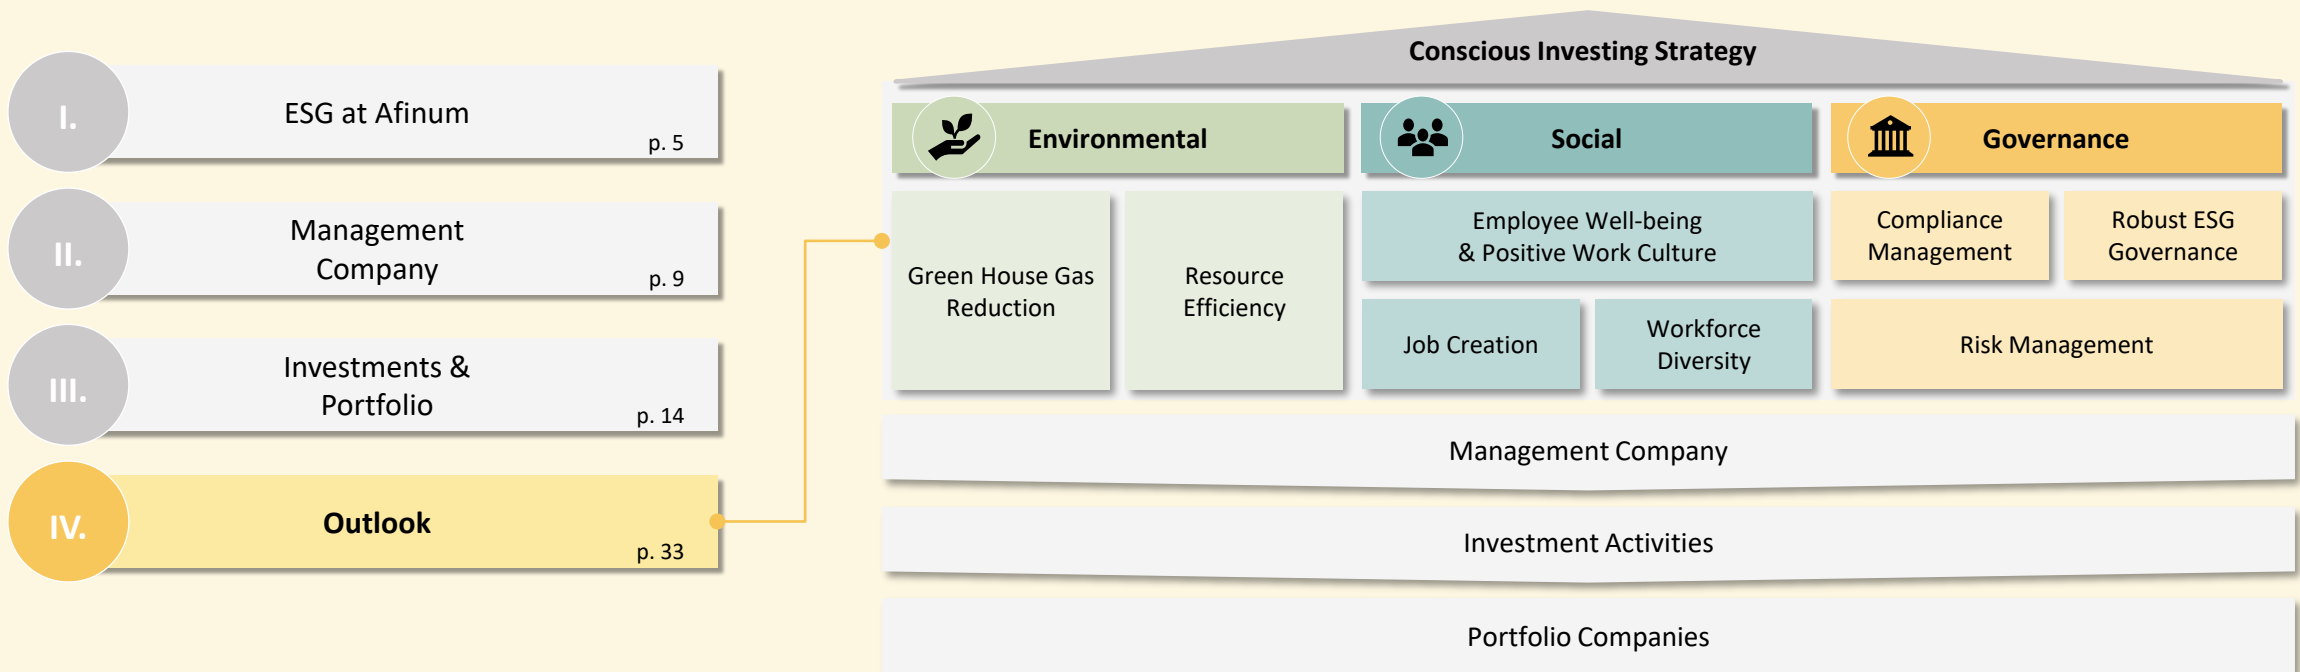 I.
ESG at Afinum
p. 5
II.
Management
Company
p. 9
III.
Investments &
Portfolio
p. 14
IV.
Outlook
p. 33
Conscious Investing Strategy
Environmental
Social
Governance
Green House Gas
Reduction
Resource
Efficiency
Employee Well-being
& Positive Work Culture
Job Creation
Workforce
Diversity
Compliance
Management
Robust ESG
Governance
Risk Management
Management Company
Investment Activities
Portfolio Companies